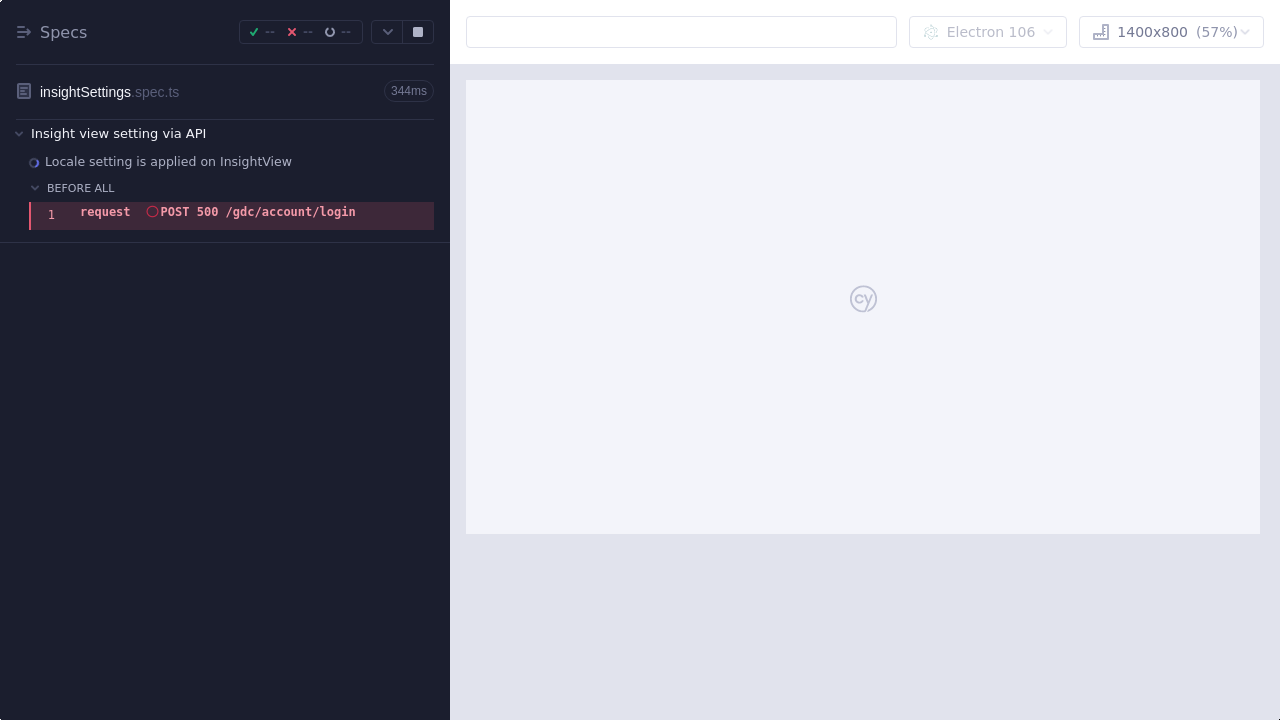 Specs
--
--
--
Electron 106
1400x800 (57%)
insightSettings.spec.ts
344ms
Insight view setting via API
Locale setting is applied on InsightView
BEFORE ALL
1 request POST 500 /gdc/account/login
cy